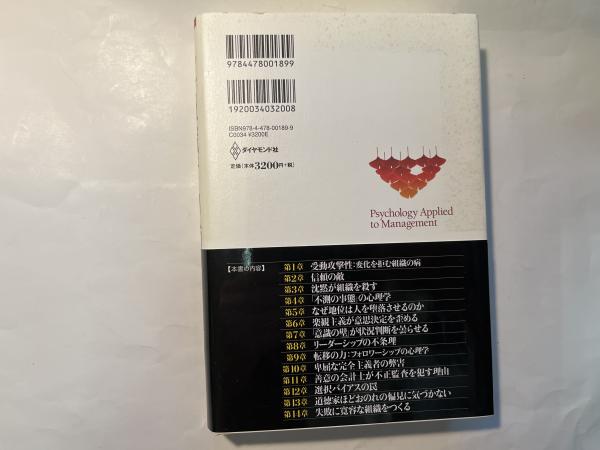 9784478001899
1920034032008
ISBN978-4-478-00189-9
C0034 ¥3200E
ダイヤモンド社
定価(本体3200円+税)
Psychology Applied
to Management
【本書の内容】
第1章 受動攻撃性:変化を拒む組織の病
第2章 信頼の敵
第3章 沈黙が組織を殺す
第4章 「不測の事態」の心理学
第5章 なぜ地位は人を堕落させるのか
第6章 楽観主義が意思決定を歪める
第7章 「意識の壁」が状況判断を曇らせる
第8章 リーダーシップの不条理
第9章 転移の力:フォロワーシップの心理学
第10章 卑屈な完全主義者の弊害
第11章 善意の会計士が不正監査を犯す理由
第12章 選択バイアスの罠
第13章 道徳家ほどおのれの偏見に気づかない
第14章 失敗に寛容な組織をつくる